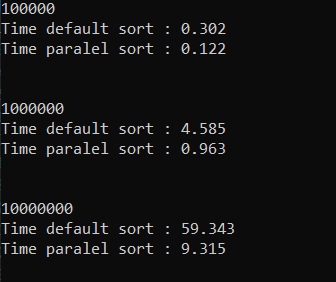 100000
Time default sort : 0.302
Time paralel sort : 0.122
1000000
Time default sort : 4.585
Time paralel sort : 0.963
10000000
Time default sort : 59.343
Time paralel sort : 9.315